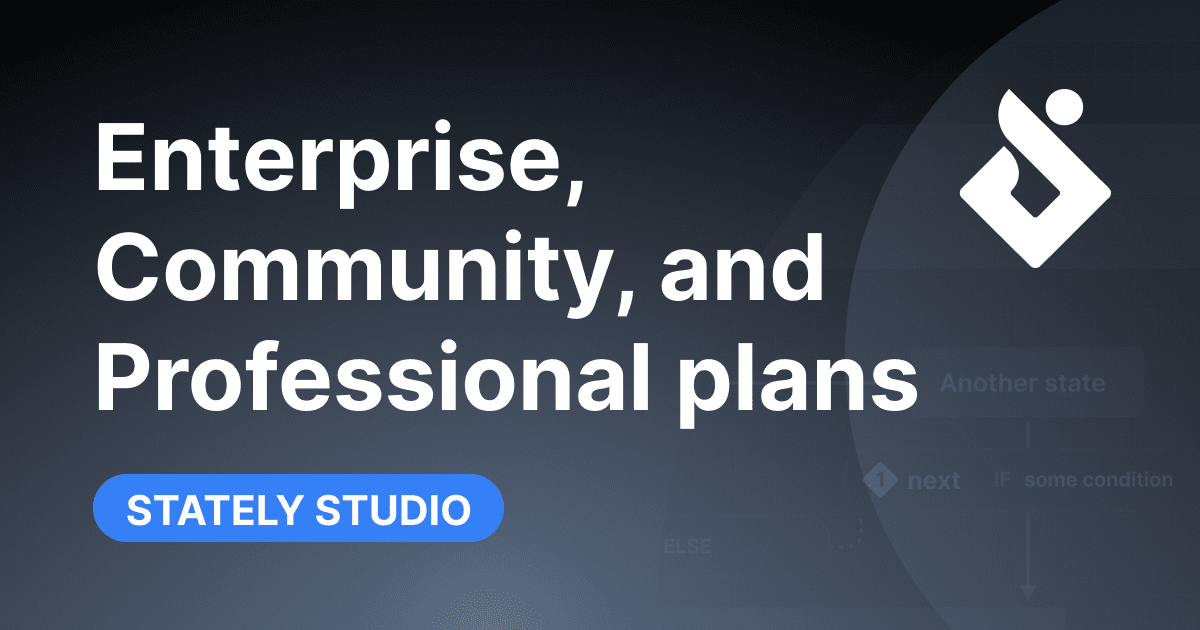 Enterprise,
Community, and
Professional plans
Another state
1 next IF some condition
STATELY STUDIO
ELSE